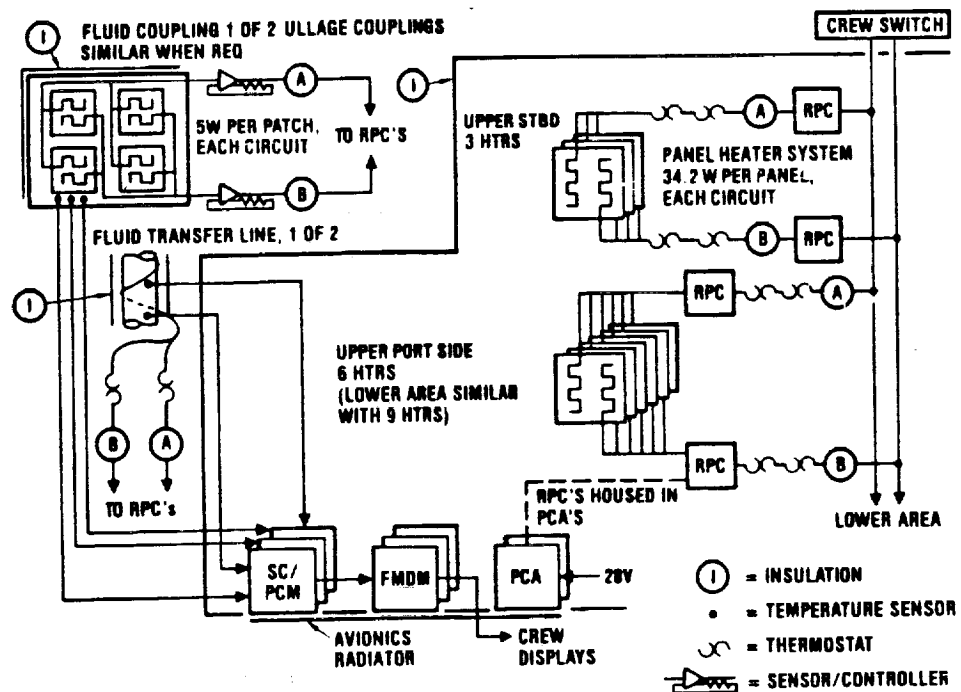 I
FLUID COUPLING 1 OF 2 ULLAGE COUPLINGS
SIMILAR WHEN REQ
CREW SWITCH
A
I
5W PER PATCH,
EACH CIRCUIT
TO RPC'S
B
UPPER STBD
3 HTRS
A
RPC
PANEL HEATER SYSTEM
34.2 W PER PANEL,
EACH CIRCUIT
B
RPC
FLUID TRANSFER LINE, 1 OF 2
I
RPC
A
UPPER PORT SIDE
6 HTRS
(LOWER AREA SIMILAR
WITH 9 HTRS)
B
A
TO RPC's
RPC
B
RPC'S HOUSED IN
PCA'S
LOWER AREA
SC/
PCM
FMDM
PCA
28V
AVIONICS
RADIATOR
CREW
DISPLAYS
I = INSULATION
= TEMPERATURE SENSOR
= THERMOSTAT
= SENSOR/CONTROLLER